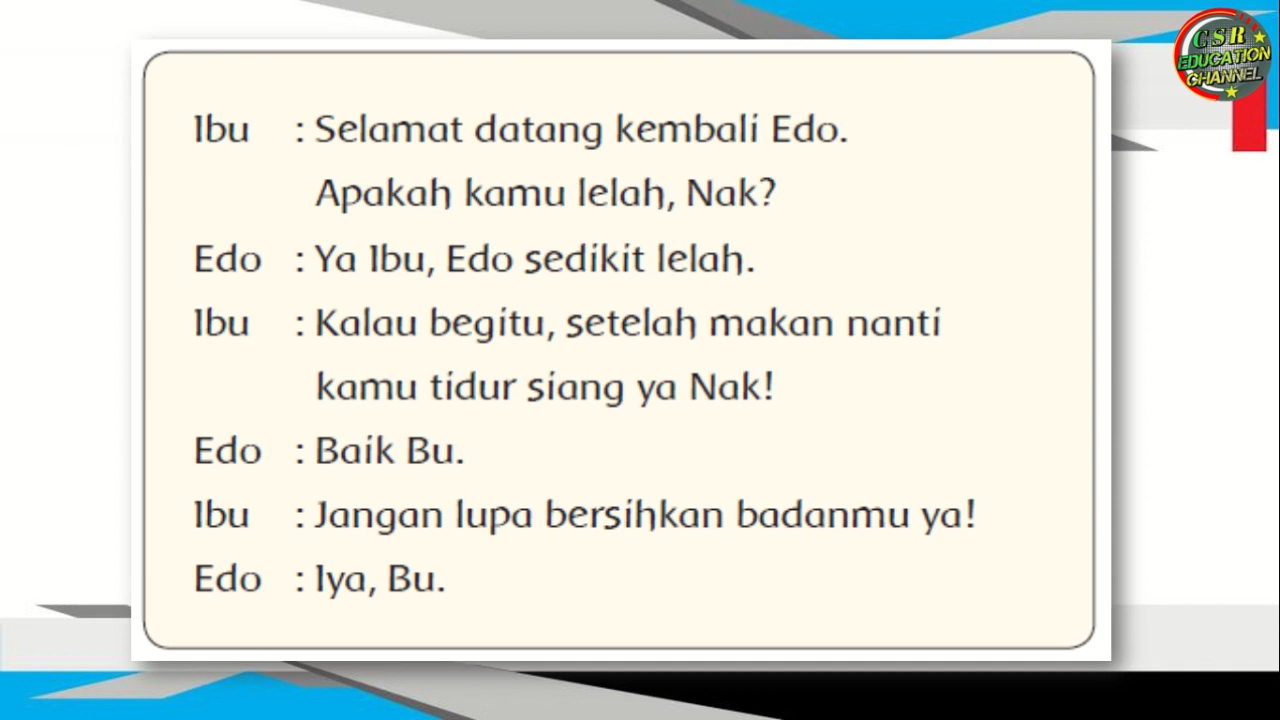 CSR
EDUCATION
CHANNEL
Ibu : Selamat datang kembali Edo.
Apakah kamu lelah, Nak?
Edo : Ya Ibu, Edo sedikit lelah.
Ibu : Kalau begitu, setelah makan nanti
kamu tidur siang ya Nak!
Edo : Baik Bu.
Ibu : Jangan lupa bersihkan badanmu ya!
Edo : Iya, Bu.